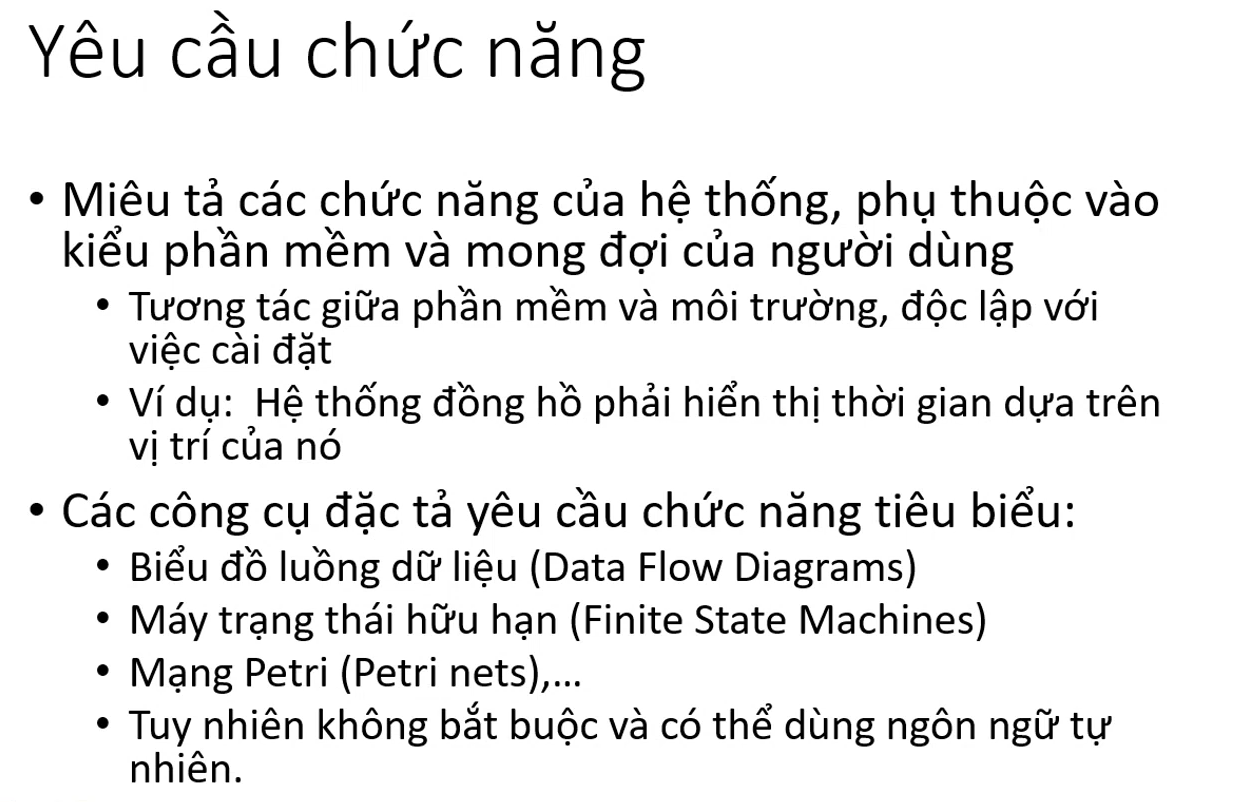 Yêu cầu chức năng
• Miêu tả các chức năng của hệ thống, phụ thuộc vào
kiểu phần mềm và mong đợi của người dùng
• Tương tác giữa phần mềm và môi trường, độc lập với
việc cài đặt
• Ví dụ: Hệ thống đồng hồ phải hiển thị thời gian dựa trên
vị trí của nó
• Các công cụ đặc tả yêu cầu chức năng tiêu biểu:
• Biểu đồ luồng dữ liệu (Data Flow Diagrams)
• Máy trạng thái hữu hạn (Finite State Machines)
• Mạng Petri (Petri nets),...
• Tuy nhiên không bắt buộc và có thể dùng ngôn ngữ tự
nhiên.